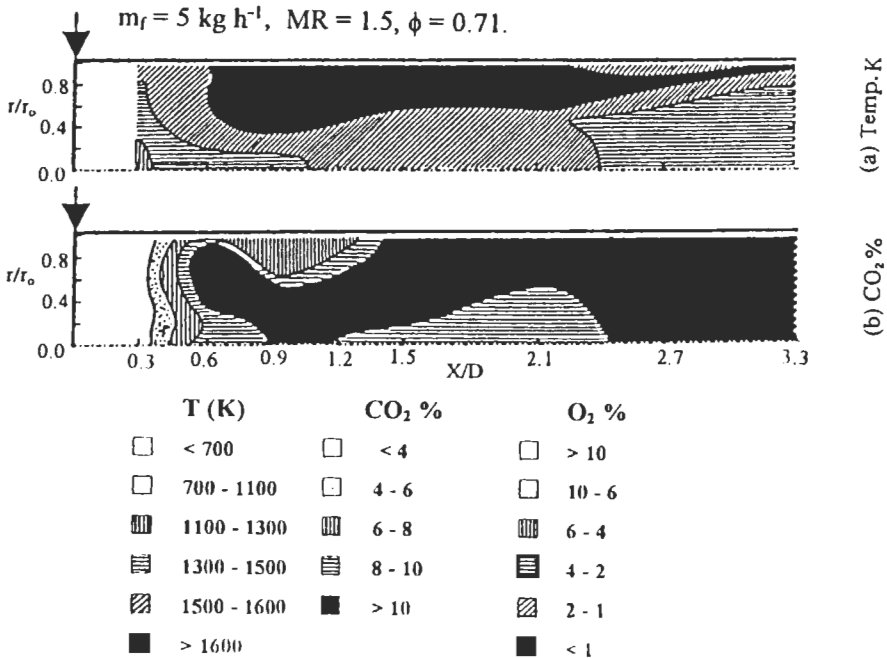 m_f = 5 kg h⁻¹, MR = 1.5, ϕ = 0.71.
0.8
r/r₀
0.4
0.0
(a) Temp. K
0.8
r/r₀
0.4
0.0
(b) CO₂ %
0.3 0.6 0.9 1.2 1.5 2.1 2.7 3.3
X/D
T (K) CO₂ % O₂ %
< 700 < 4 > 10
700 - 1100 4 - 6 10 - 6
1100 - 1300 6 - 8 6 - 4
1300 - 1500 8 - 10 4 - 2
1500 - 1600 > 10 2 - 1
> 1600 < 1